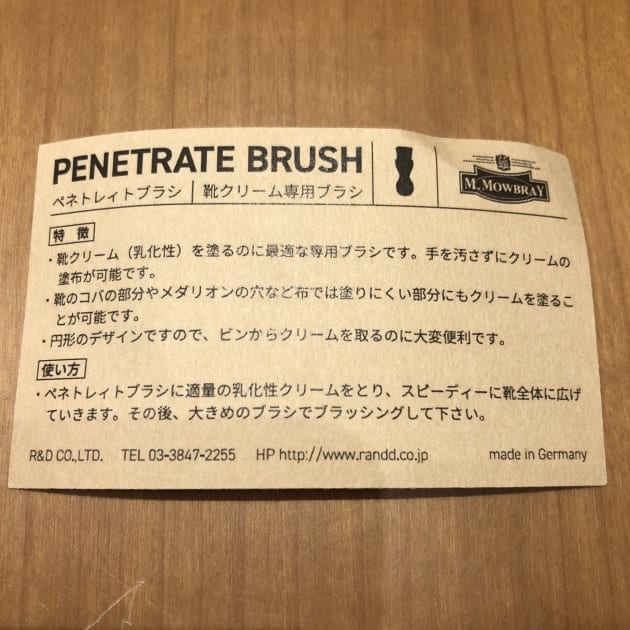 PENETRATE BRUSH
ペネトレィトブラシ 靴クリーム専用ブラシ
M. MOWBRAY
特 徴
・靴クリーム（乳化性）を塗るのに最適な専用ブラシです。手を汚さずにクリームの
塗布が可能です。
・靴のコバの部分やメダリオンの穴など布では塗りにくい部分にもクリームを塗るこ
とが可能です。
・円形のデザインですので、ビンからクリームを取るのに大変便利です。
使い方
・ペネトレィトブラシに適量の乳化性クリームをとり、スピーディーに靴全体に広げ
ていきます。その後、大きめのブラシでブラッシングして下さい。
R&D CO.,LTD. TEL 03-3847-2255 HP http://www.randd.co.jp made in Germany